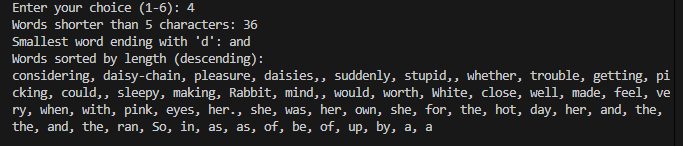 Enter your choice (1-6): 4
Words shorter than 5 characters: 36
Smallest word ending with 'd': and
Words sorted by length (descending):
considering, daisy-chain, pleasure, daisies,, suddenly, stupid,, whether, trouble, getting, pi
cking, could,, sleepy, making, Rabbit, mind,, would, worth, White, close, well, made, feel, ve
ry, when, with, pink, eyes, her., she, was, her, own, she, for, the, hot, day, her, and, the,
the, and, the, ran, So, in, as, as, of, be, of, up, by, a, a